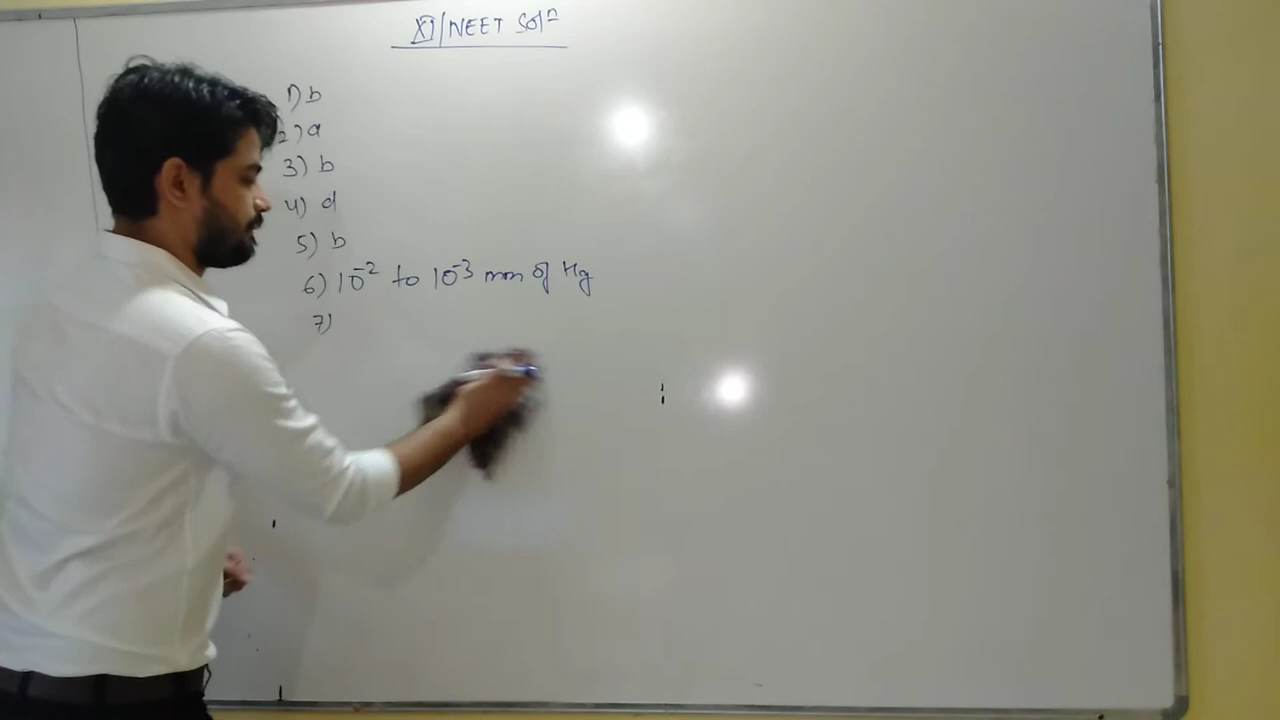 XI/NEET Solⁿ
1) b
2) a
3) b
4) d
5) b
6) 10⁻² to 10⁻³ mm of Hg
7)